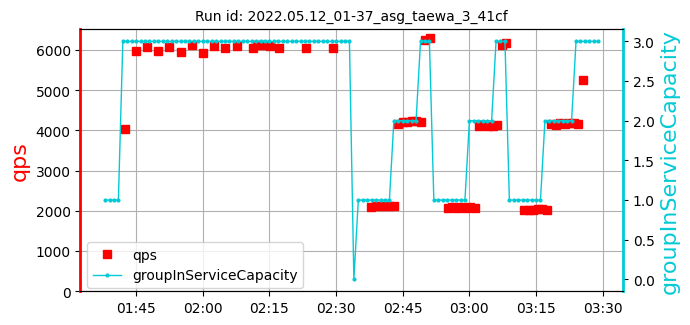 Run id: 2022.05.12_01-37_asg_taewa_3_41cf
6000
5000
4000
3000
2000
1000
0
qps
3.0
2.5
2.0
1.5
1.0
0.5
0.0
groupInServiceCapacity
qps
groupInServiceCapacity
01:45 02:00 02:15 02:30 02:45 03:00 03:15 03:30